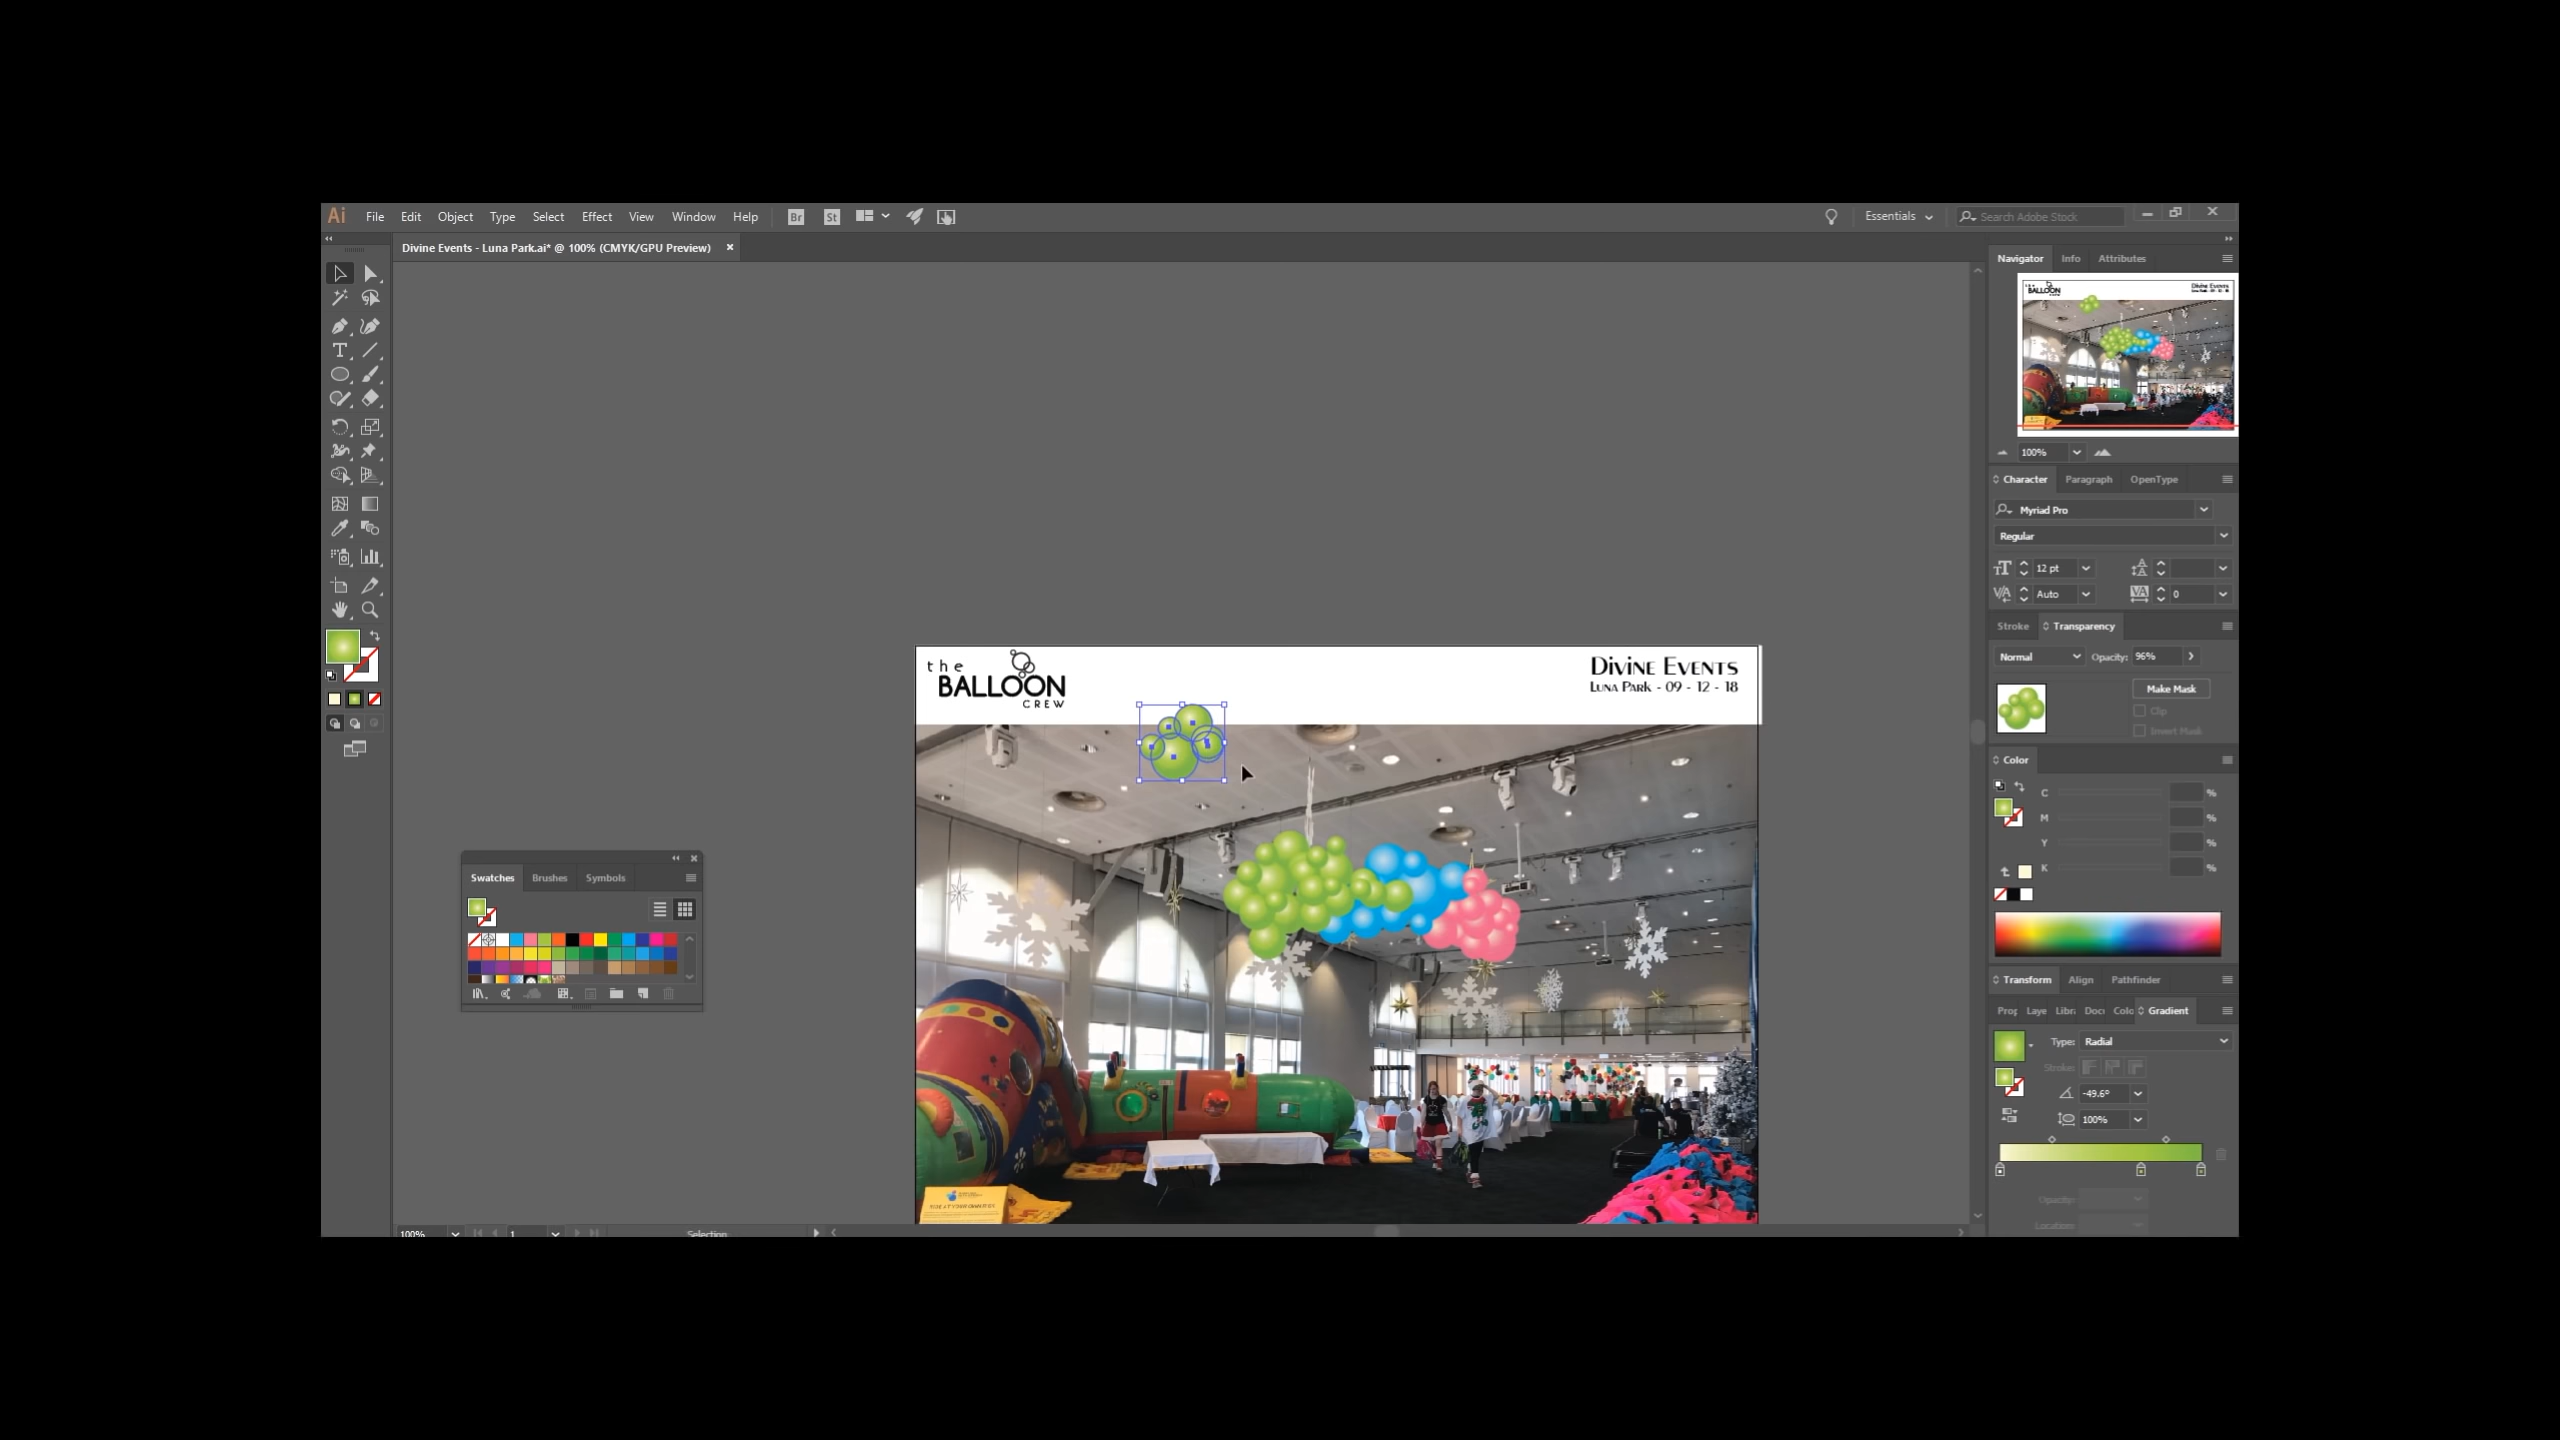 Ai File Edit Object Type Select Effect View Window Help Br St Essentials Search Adobe Stock
Divine Events - Luna Park.ai* @ 100% (CMYK/GPU Preview)
Navigator Info Attributes
100%
Character Paragraph OpenType
Myriad Pro
Regular
12 pt
Auto 0
Stroke Transparency
Normal Opacity: 96%
Make Mask
Clip
Invert Mask
Color
C %
M %
Y %
K %
Transform Align Pathfinder
Prop Laye Libr Doc Colo Gradient
Type: Radial
Stroke:
-49.6°
100%
Opacity:
Location:
the
BALLOON
CREW
Divine Events
Luna Park - 09 - 12 - 18
Swatches Brushes Symbols
100% 1 Selection